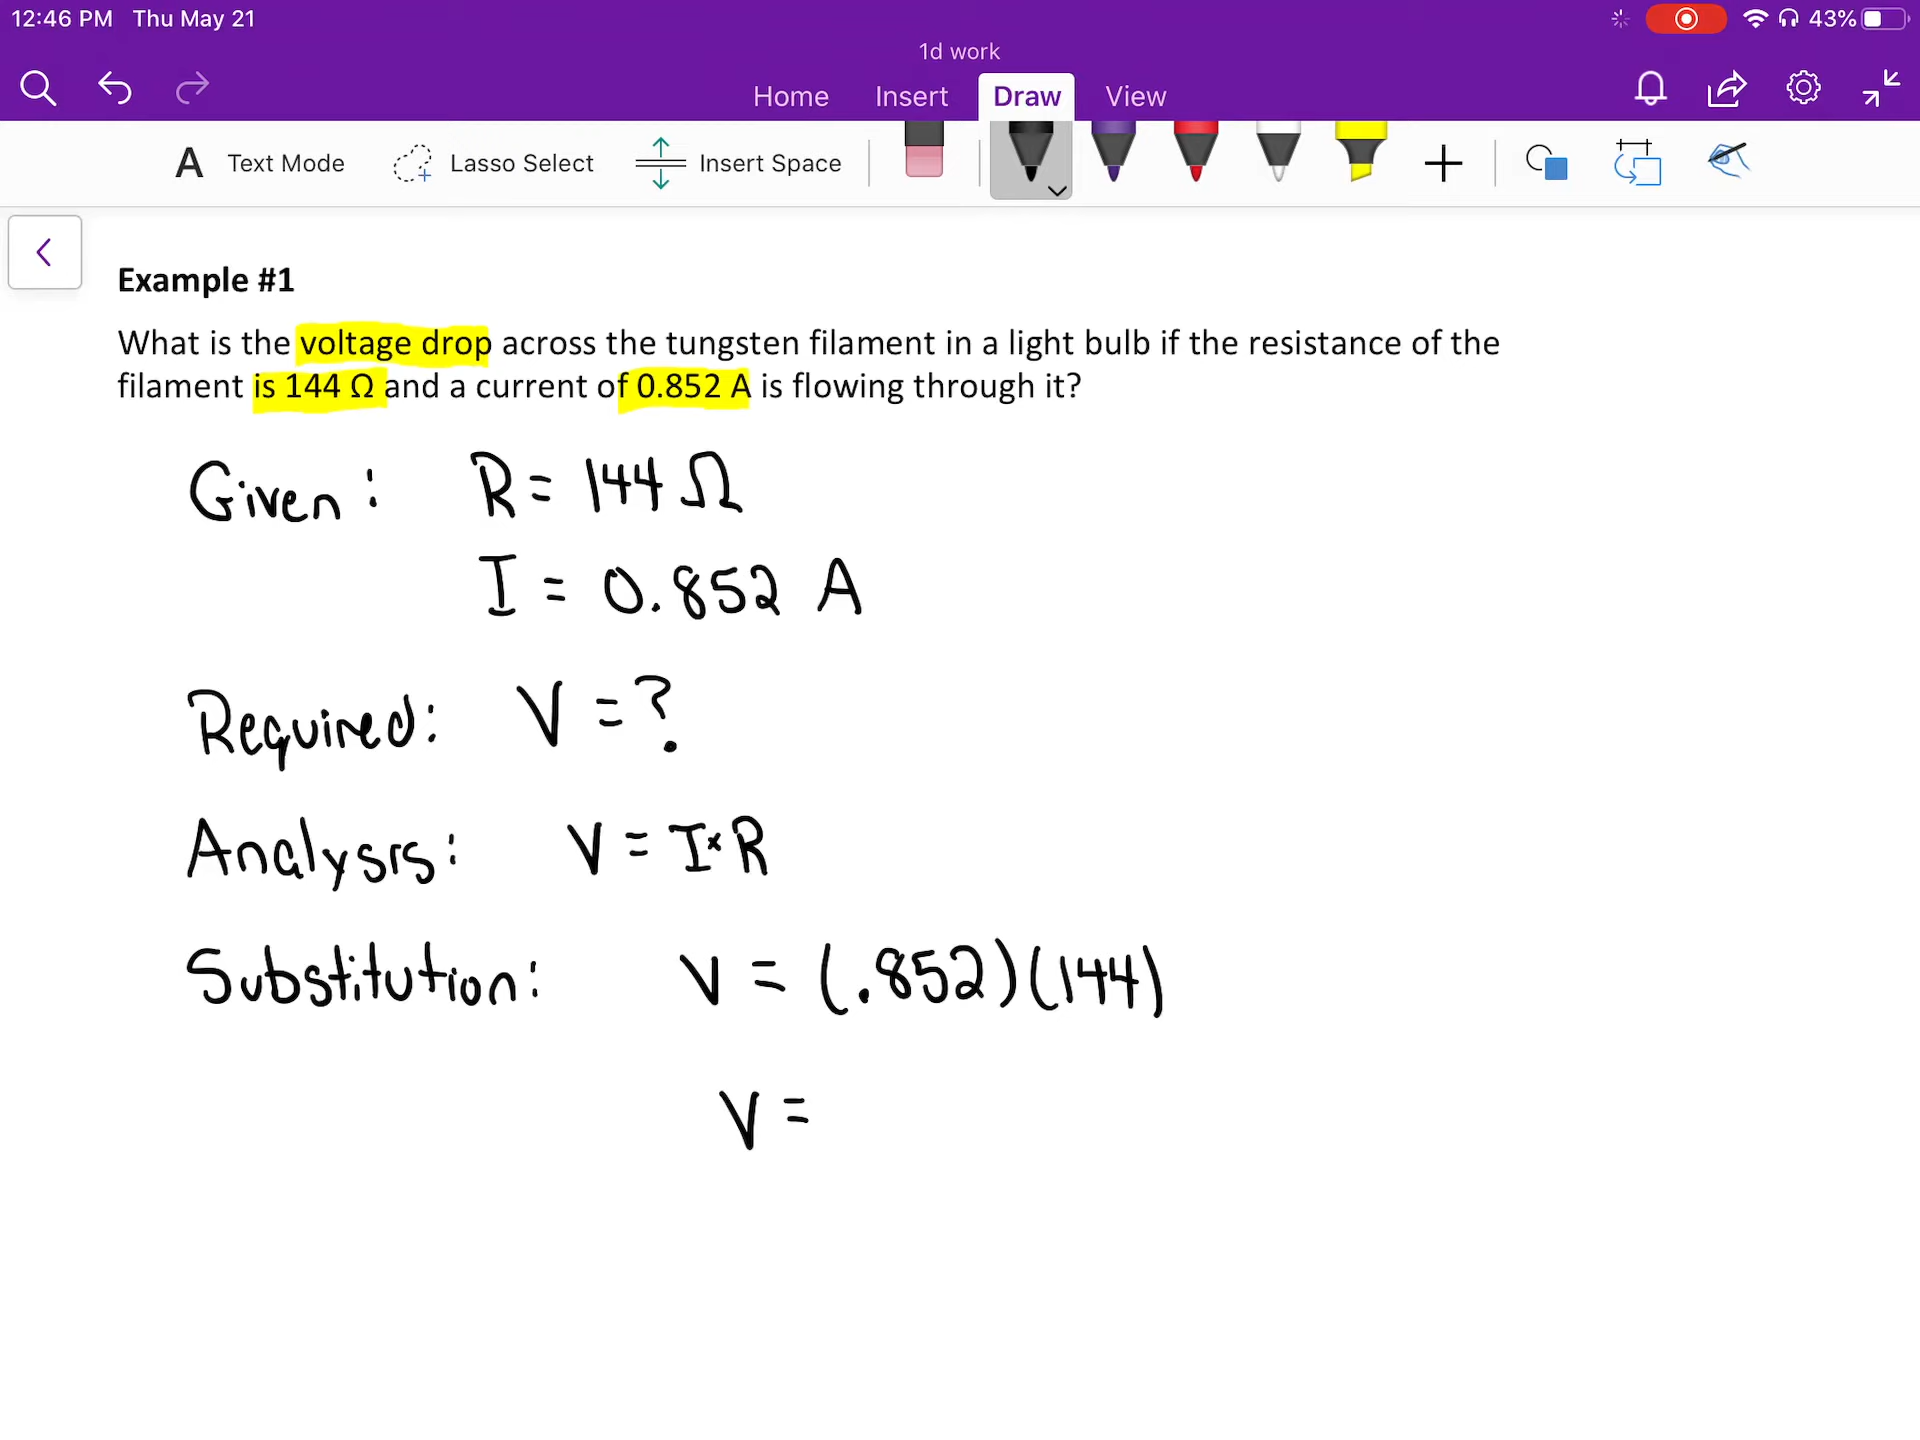 12:46 PM Thu May 21
43%
1d work
Home Insert Draw View
A Text Mode Lasso Select Insert Space
Example #1
What is the voltage drop across the tungsten filament in a light bulb if the resistance of the
filament is 144 Ω and a current of 0.852 A is flowing through it?
Given: R = 144 Ω
I = 0.852 A
Required: V = ?
Analysis: V = I × R
Substitution: V = (.852)(144)
V =